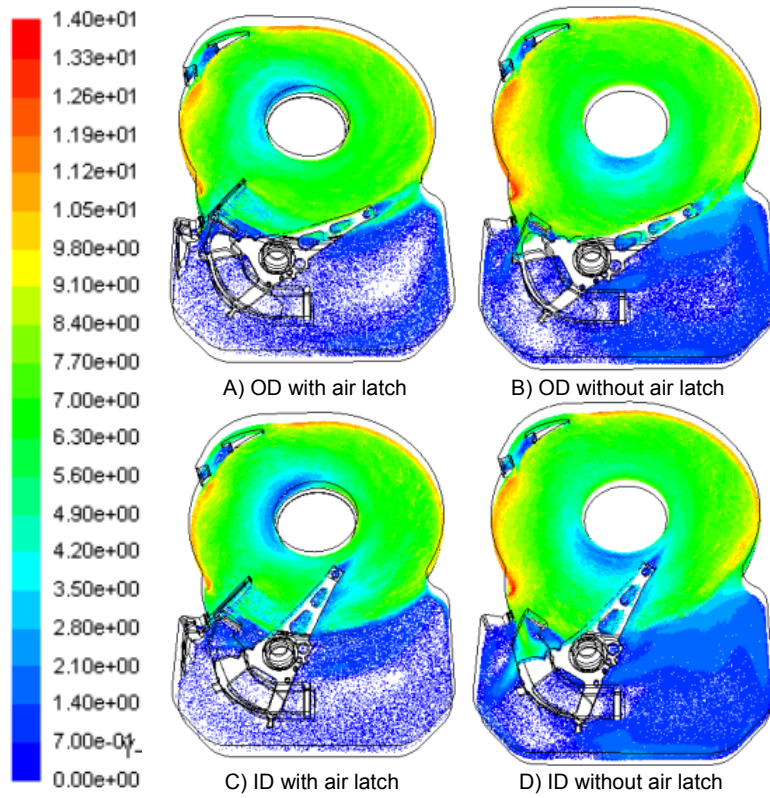 1.40e+01
1.33e+01
1.26e+01
1.19e+01
1.12e+01
1.05e+01
9.80e+00
9.10e+00
8.40e+00
7.70e+00
7.00e+00
6.30e+00
5.60e+00
4.90e+00
4.20e+00
3.50e+00
2.80e+00
2.10e+00
1.40e+00
7.00e-01
0.00e+00
A) OD with air latch
B) OD without air latch
C) ID with air latch
D) ID without air latch